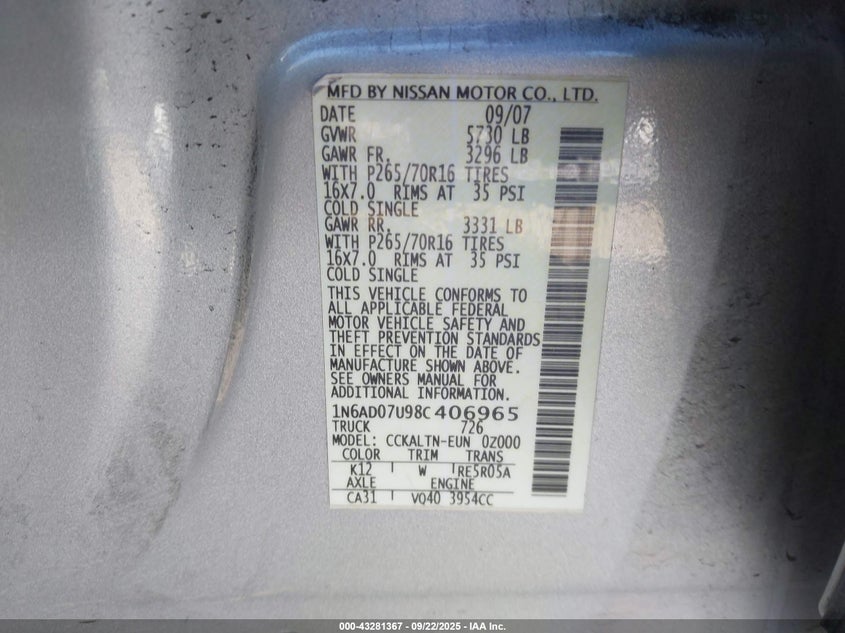 MFD BY NISSAN MOTOR CO., LTD.
DATE 09/07
GVWR 5730 LB
GAWR FR. 3296 LB
WITH P265/70R16 TIRES
16X7.0 RIMS AT 35 PSI
COLD SINGLE
GAWR RR. 3331 LB
WITH P265/70R16 TIRES
16X7.0 RIMS AT 35 PSI
COLD SINGLE
THIS VEHICLE CONFORMS TO
ALL APPLICABLE FEDERAL
MOTOR VEHICLE SAFETY AND
THEFT PREVENTION STANDARDS
IN EFFECT ON THE DATE OF
MANUFACTURE SHOWN ABOVE.
SEE OWNERS MANUAL FOR
ADDITIONAL INFORMATION.
1N6AD07U98C406965
TRUCK 726
MODEL: CCKALTN-EUN 0Z000
COLOR TRIM TRANS
K12 W RE5R05A
AXLE ENGINE
CA31 VQ40 3954CC
000-43281367 - 09/22/2025 - IAA Inc.